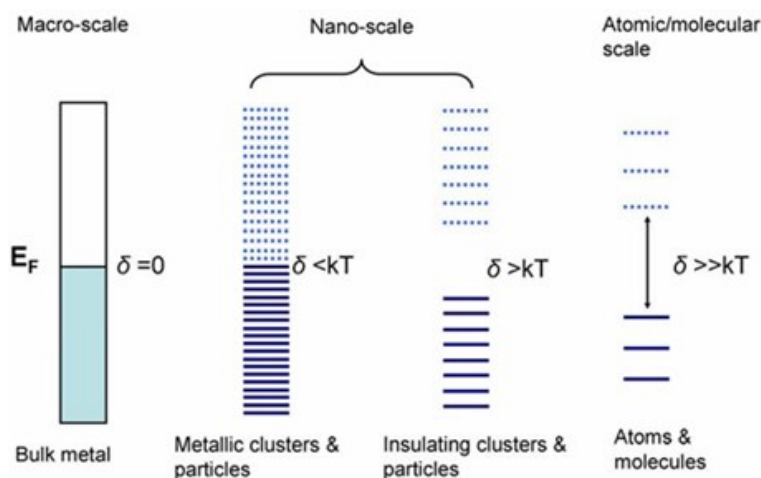 Macro-scale
Nano-scale
Atomic/molecular
scale
E_F
δ =0
δ <kT
δ >kT
δ >>kT
Bulk metal
Metallic clusters &
particles
Insulating clusters &
particles
Atoms &
molecules